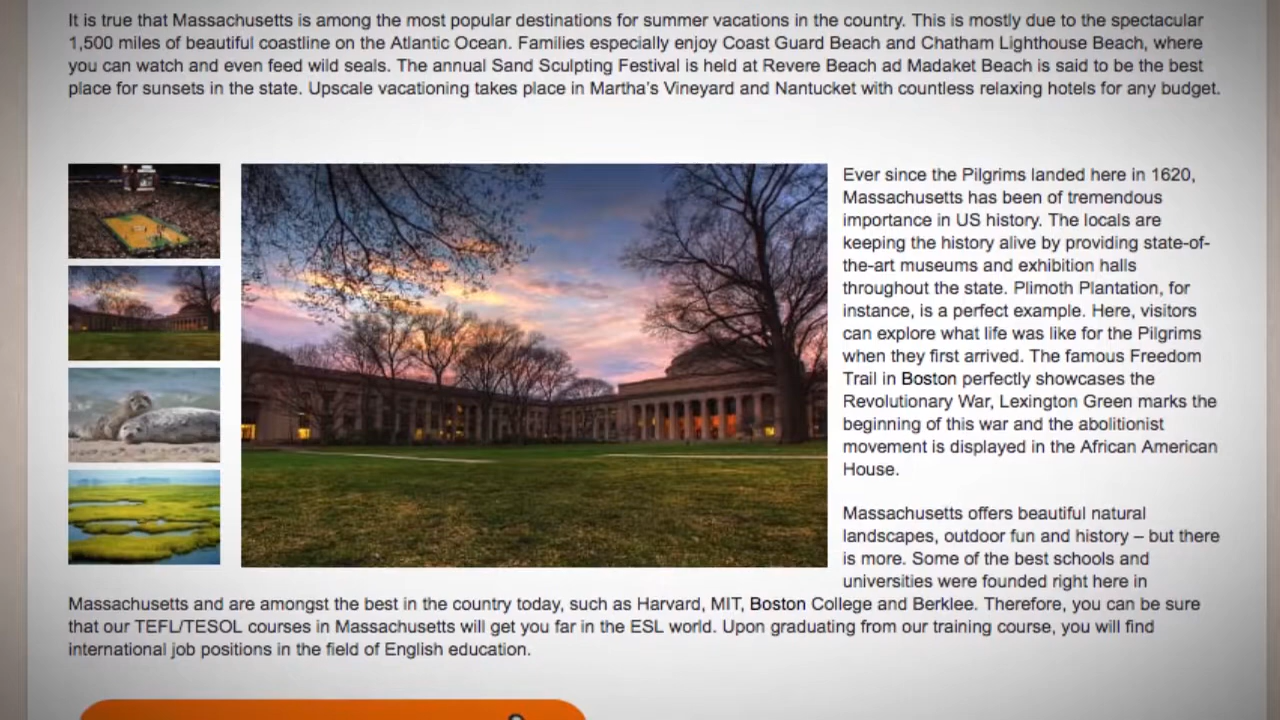 It is true that Massachusetts is among the most popular destinations for summer vacations in the country. This is mostly due to the spectacular
1,500 miles of beautiful coastline on the Atlantic Ocean. Families especially enjoy Coast Guard Beach and Chatham Lighthouse Beach, where
you can watch and even feed wild seals. The annual Sand Sculpting Festival is held at Revere Beach ad Madaket Beach is said to be the best
place for sunsets in the state. Upscale vacationing takes place in Martha's Vineyard and Nantucket with countless relaxing hotels for any budget.
Ever since the Pilgrims landed here in 1620,
Massachusetts has been of tremendous
importance in US history. The locals are
keeping the history alive by providing state-of-
the-art museums and exhibition halls
throughout the state. Plimoth Plantation, for
instance, is a perfect example. Here, visitors
can explore what life was like for the Pilgrims
when they first arrived. The famous Freedom
Trail in Boston perfectly showcases the
Revolutionary War, Lexington Green marks the
beginning of this war and the abolitionist
movement is displayed in the African American
House.
Massachusetts offers beautiful natural
landscapes, outdoor fun and history – but there
is more. Some of the best schools and
universities were founded right here in
Massachusetts and are amongst the best in the country today, such as Harvard, MIT, Boston College and Berklee. Therefore, you can be sure
that our TEFL/TESOL courses in Massachusetts will get you far in the ESL world. Upon graduating from our training course, you will find
international job positions in the field of English education.